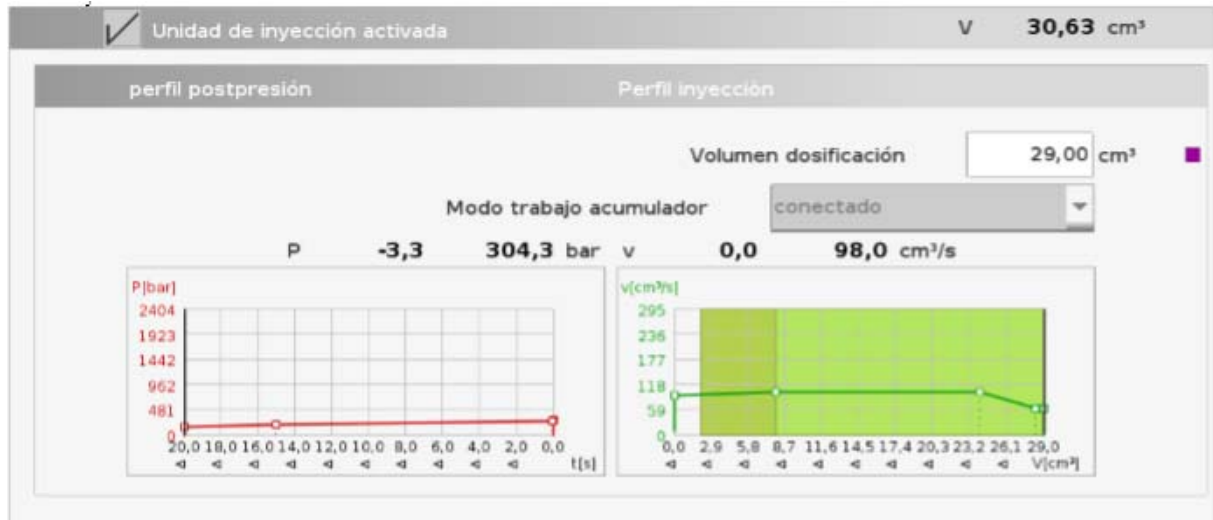 Unidad de inyección activada V 30,63 cm³
perfil postpresión Perfil inyección
Volumen dosificación 29,00 cm³
Modo trabajo acumulador conectado
P -3,3 304,3 bar v 0,0 98,0 cm³/s
P[bar]
2404
1923
1442
962
481
0
20,0 18,0 16,0 14,0 12,0 10,0 8,0 6,0 4,0 2,0 0,0
t[s]
v[cm³/s]
295
236
177
118
59
0
0,0 2,9 5,8 8,7 11,6 14,5 17,4 20,3 23,2 26,1 29,0
V[cm³]